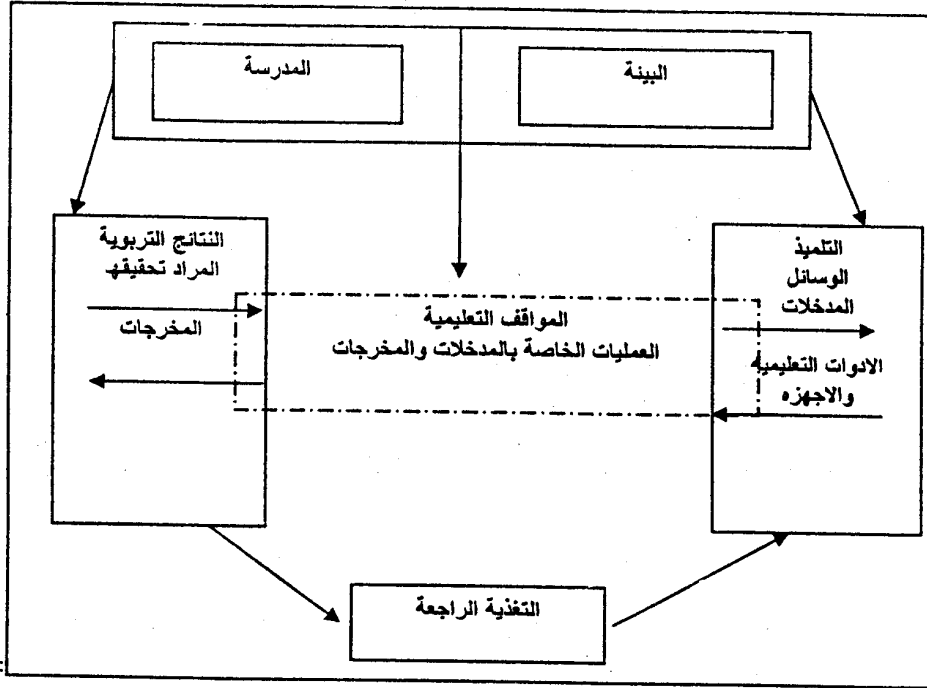 البيئة
المدرسة
التلميذ
الوسائل
المدخلات
الادوات التعليمية
والاجهزه
المواقف التعليمية
العمليات الخاصة بالمدخلات والمخرجات
النتائج التربوية
المراد تحقيقها
المخرجات
التغذية الراجعة